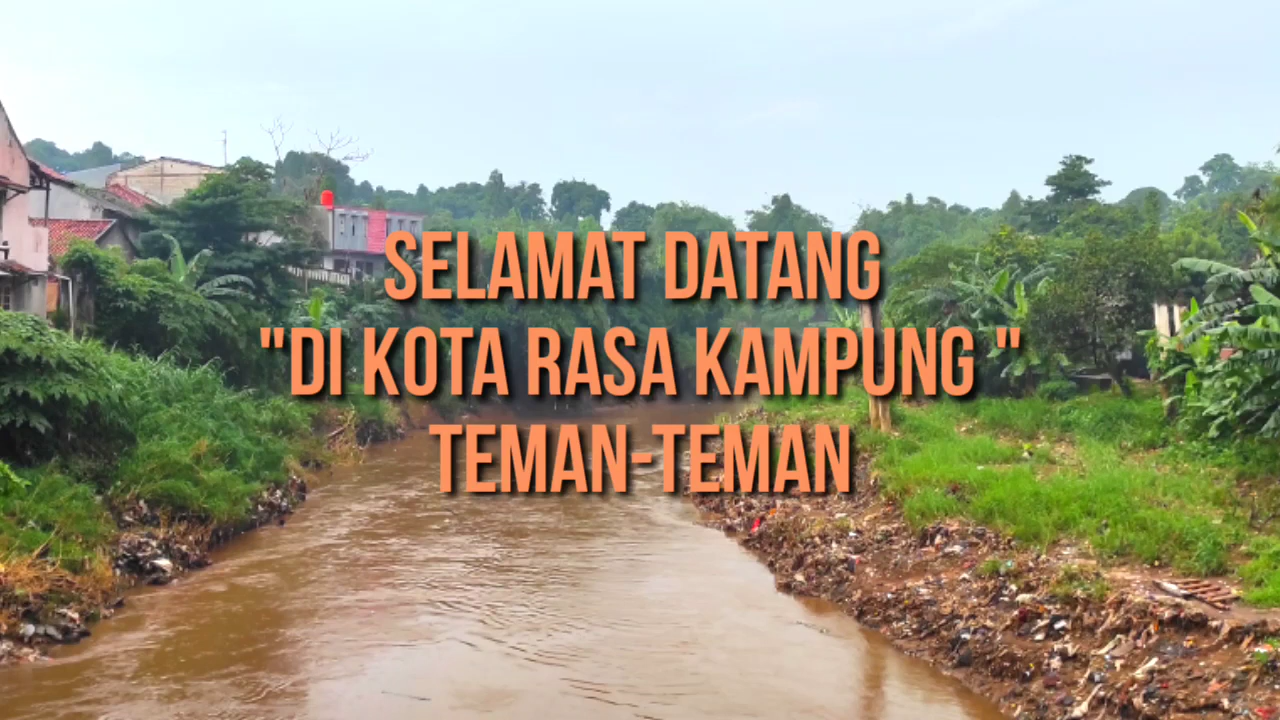 SELAMAT DATANG
"DI KOTA RASA KAMPUNG "
TEMAN-TEMAN